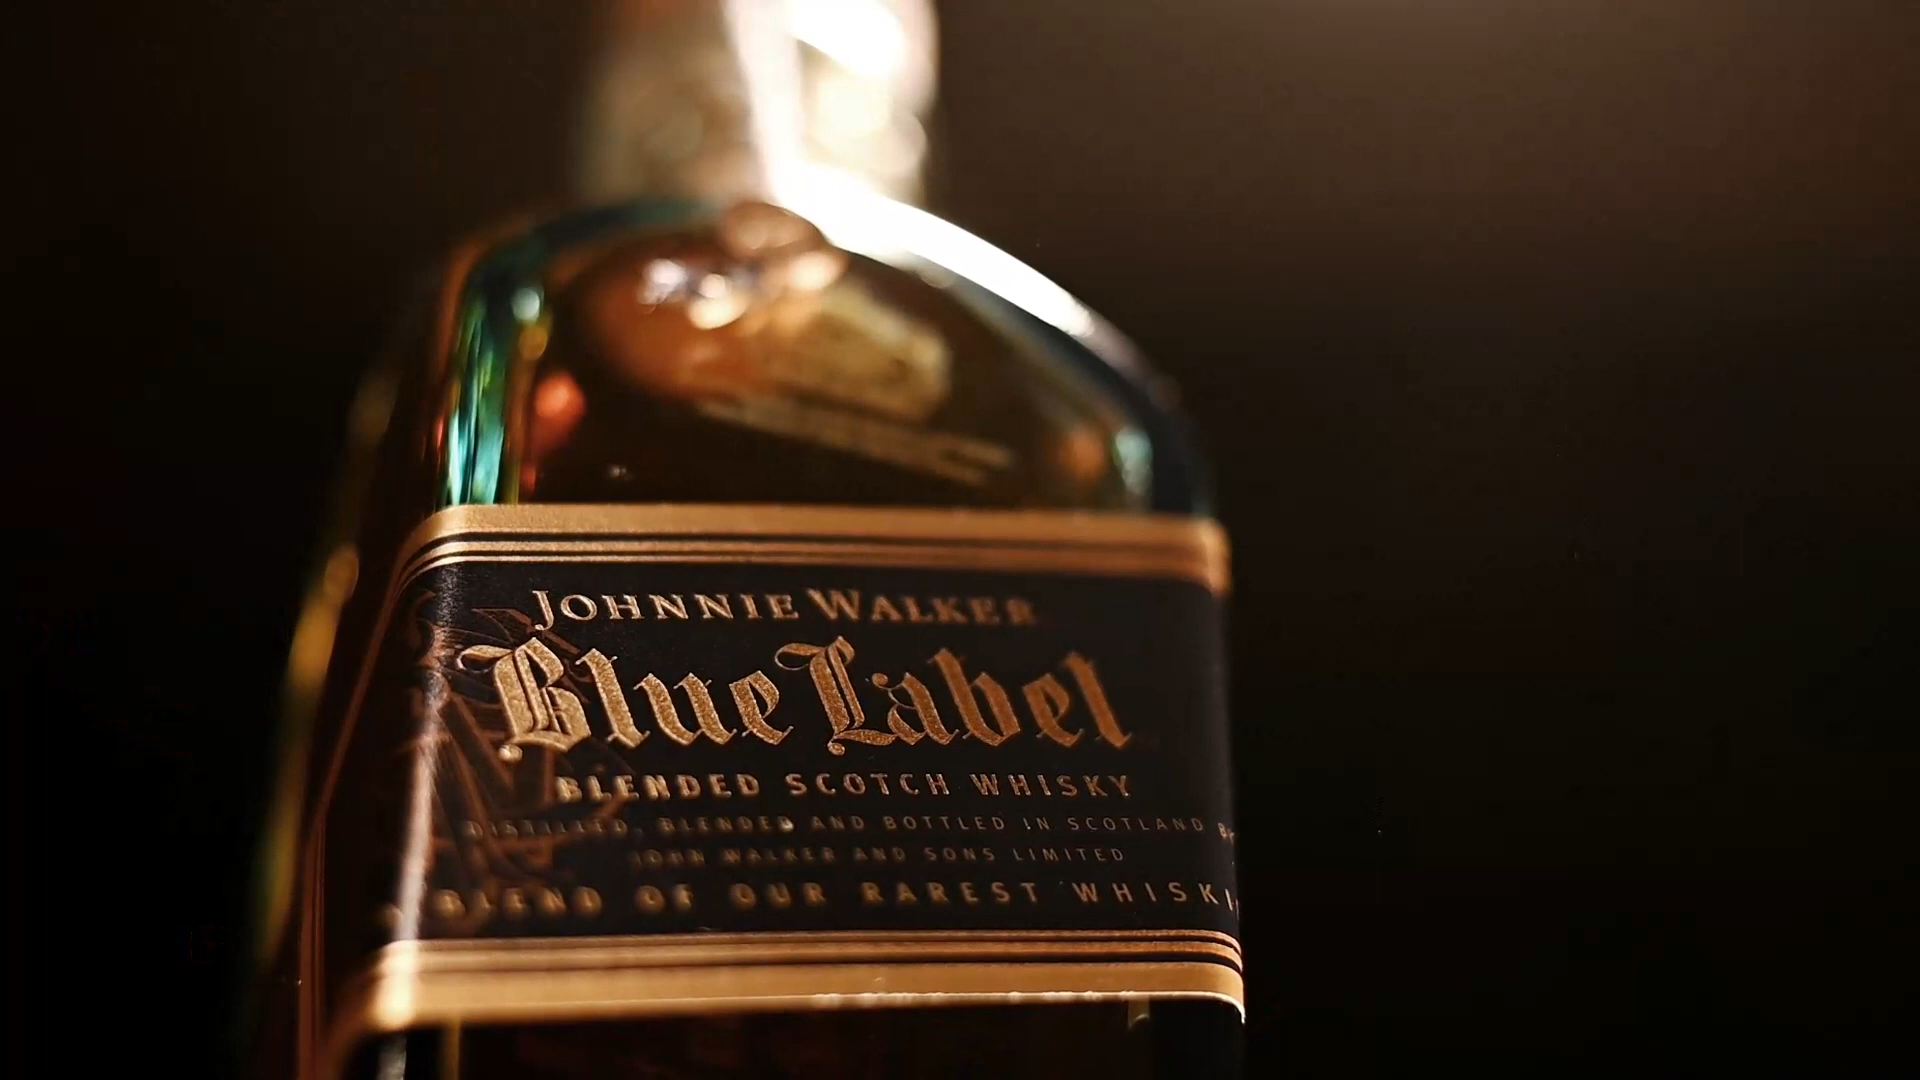 JOHNNIE WALKER
Blue Label
BLENDED SCOTCH WHISKY
DISTILLED, BLENDED AND BOTTLED IN SCOTLAND
JOHN WALKER AND SONS LIMITED
BLEND OF OUR RAREST